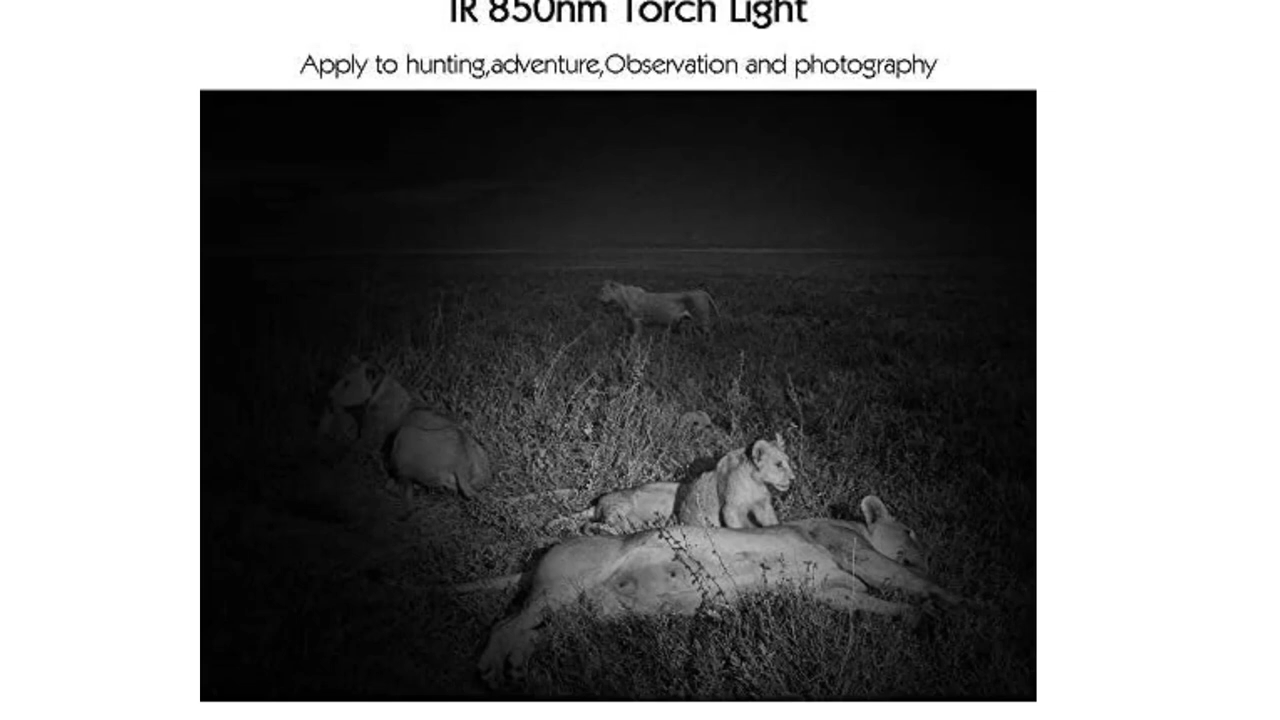 IR 850nm Torch Light
Apply to hunting,adventure,Observation and photography